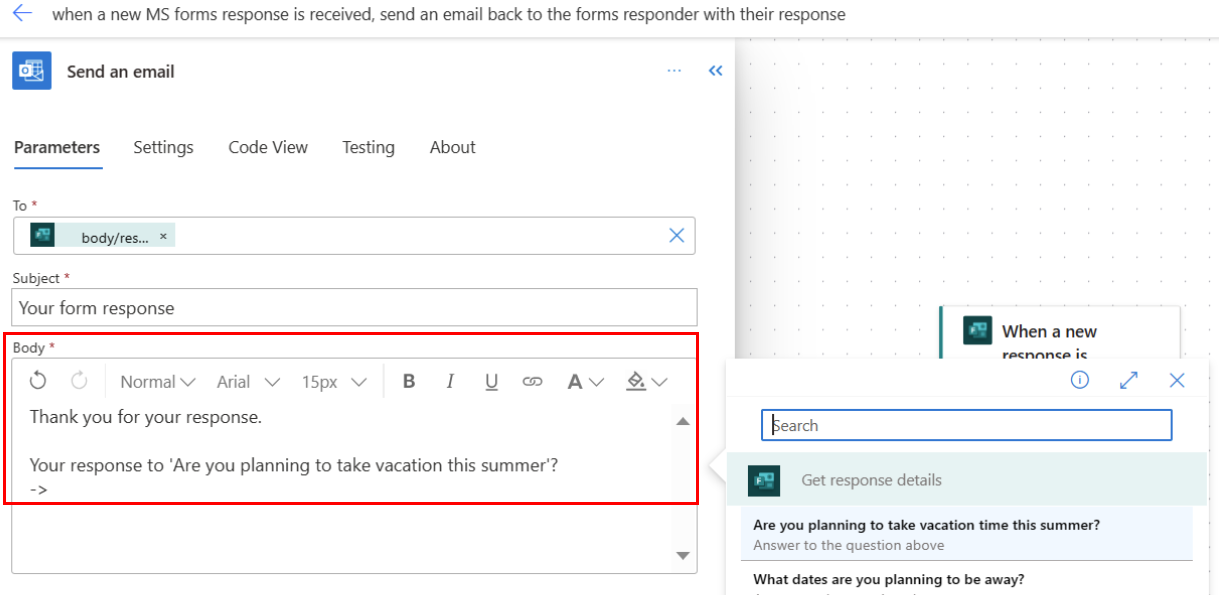 when a new MS forms response is received, send an email back to the forms responder with their response
Send an email
Parameters Settings Code View Testing About
To *
body/res... ×
Subject *
Your form response
Body *
Normal Arial 15px B I U A
Thank you for your response.
Your response to 'Are you planning to take vacation this summer'?
->
When a new
response is
Search
Get response details
Are you planning to take vacation time this summer?
Answer to the question above
What dates are you planning to be away?